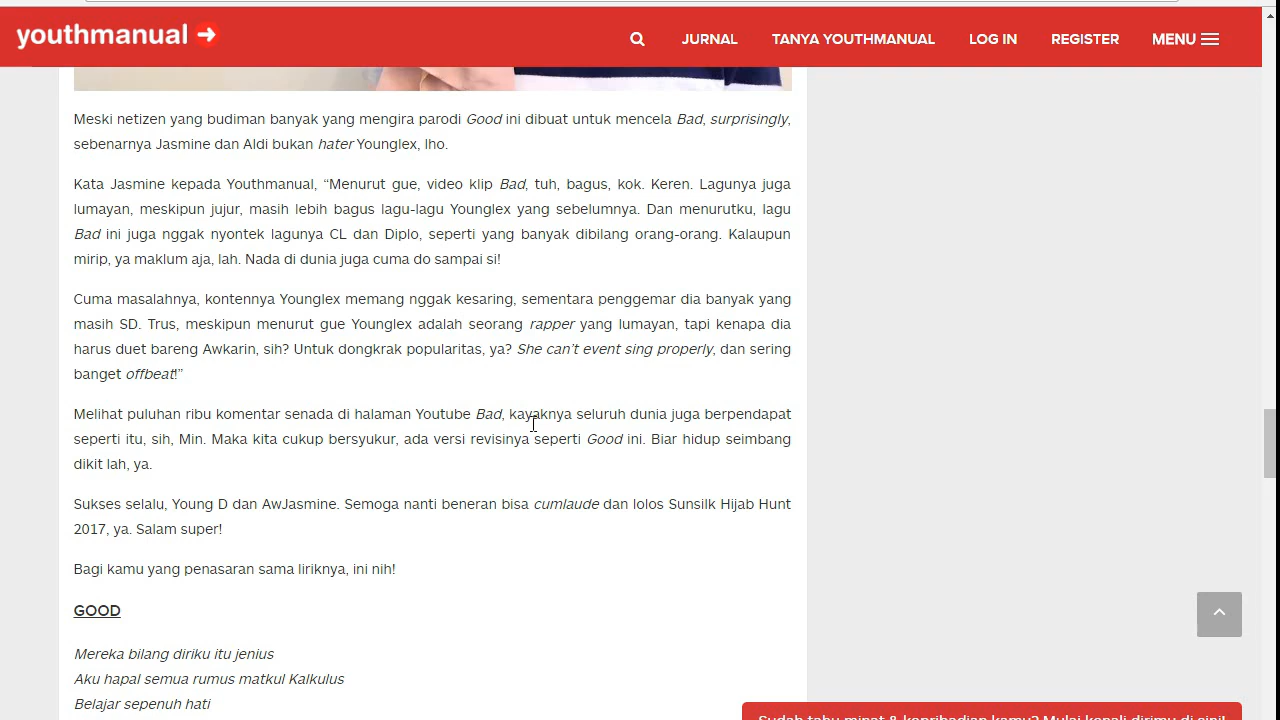 youthmanual
JURNAL
TANYA YOUTHMANUAL
LOG IN
REGISTER
MENU
Meski netizen yang budiman banyak yang mengira parodi Good ini dibuat untuk mencela Bad, surprisingly,
sebenarnya Jasmine dan Aldi bukan hater Younglex, lho.
Kata Jasmine kepada Youthmanual, “Menurut gue, video klip Bad, tuh, bagus, kok. Keren. Lagunya juga
lumayan, meskipun jujur, masih lebih bagus lagu-lagu Younglex yang sebelumnya. Dan menurutku, lagu
Bad ini juga nggak nyontek lagunya CL dan Diplo, seperti yang banyak dibilang orang-orang. Kalaupun
mirip, ya maklum aja, lah. Nada di dunia juga cuma do sampai si!
Cuma masalahnya, kontennya Younglex memang nggak kesaring, sementara penggemar dia banyak yang
masih SD. Trus, meskipun menurut gue Younglex adalah seorang rapper yang lumayan, tapi kenapa dia
harus duet bareng Awkarin, sih? Untuk dongkrak popularitas, ya? She can’t event sing properly, dan sering
banget offbeat!”
Melihat puluhan ribu komentar senada di halaman Youtube Bad, kayaknya seluruh dunia juga berpendapat
seperti itu, sih, Min. Maka kita cukup bersyukur, ada versi revisinya seperti Good ini. Biar hidup seimbang
dikit lah, ya.
Sukses selalu, Young D dan AwJasmine. Semoga nanti beneran bisa cumlaude dan lolos Sunsilk Hijab Hunt
2017, ya. Salam super!
Bagi kamu yang penasaran sama liriknya, ini nih!
GOOD
Mereka bilang diriku itu jenius
Aku hapal semua rumus matkul Kalkulus
Belajar sepenuh hati
Sudah tahu minat & kepribadian kamu? Mulai kenali dirimu di sini!